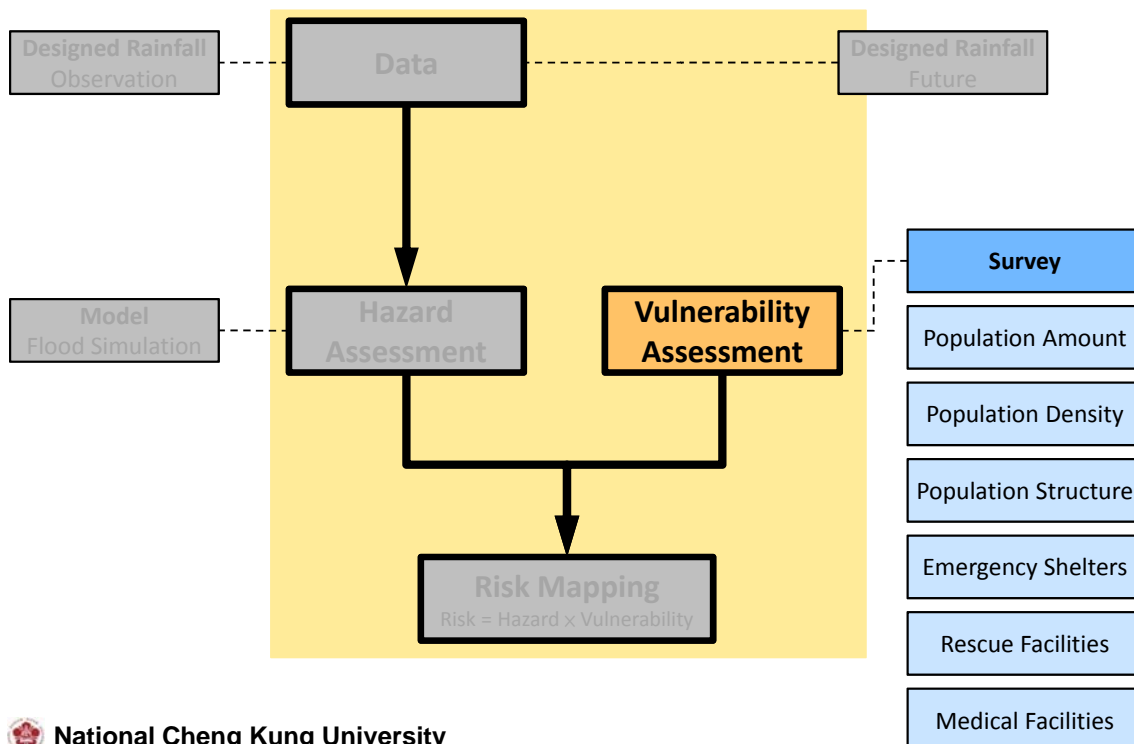 Designed Rainfall
Observation
Data
Designed Rainfall
Future
Survey
Model
Flood Simulation
Hazard
Assessment
Vulnerability
Assessment
Population Amount
Population Density
Population Structure
Emergency Shelters
Risk Mapping
Risk = Hazard × Vulnerability
Rescue Facilities
Medical Facilities
National Cheng Kung University